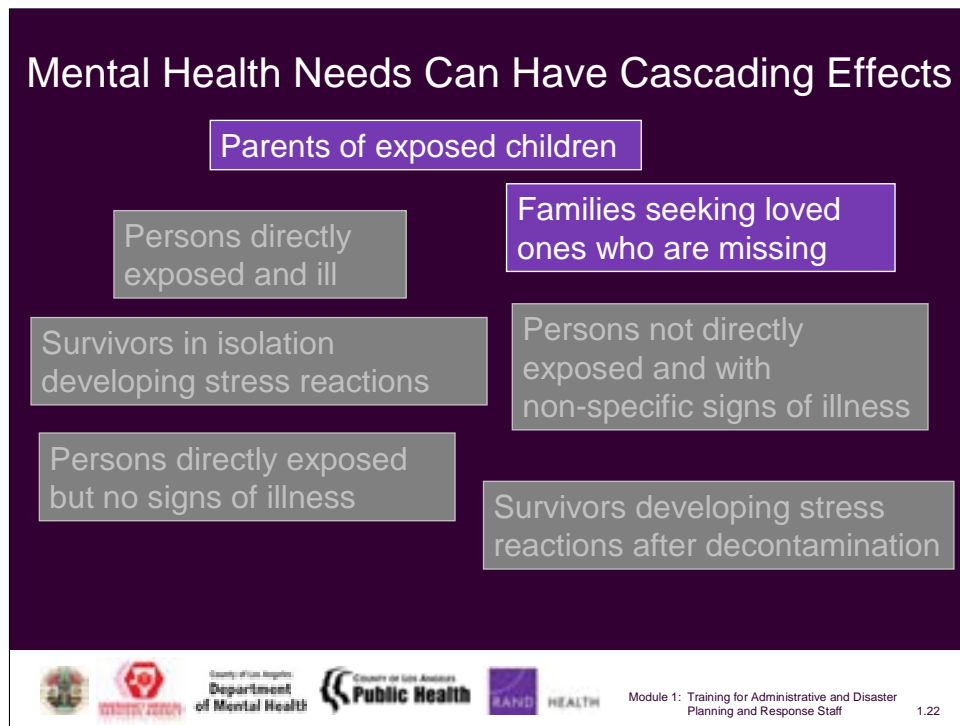 Mental Health Needs Can Have Cascading Effects
Parents of exposed children
Families seeking loved
ones who are missing
Persons directly
exposed and ill
Survivors in isolation
developing stress reactions
Persons not directly
exposed and with
non-specific signs of illness
Persons directly exposed
but no signs of illness
Survivors developing stress
reactions after decontamination
EMERGENCY MEDICAL
SERVICES AGENCY
County of Los Angeles
Department
of Mental Health
COUNTY OF LOS ANGELES
Public Health
RAND HEALTH
Module 1: Training for Administrative and Disaster
Planning and Response Staff
1.22